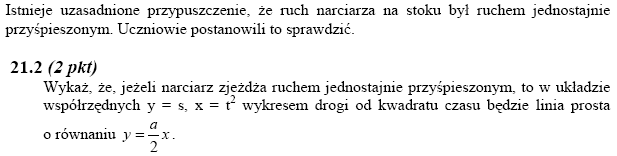 Istnieje uzasadnione przypuszczenie, że ruch narciarza na stoku był ruchem jednostajnie
przyśpieszonym. Uczniowie postanowili to sprawdzić.
21.2 (2 pkt)
Wykaż, że, jeżeli narciarz zjeżdża ruchem jednostajnie przyśpieszonym, to w układzie
współrzędnych y = s, x = t² wykresem drogi od kwadratu czasu będzie linia prosta
o równaniu y = a/2 x.